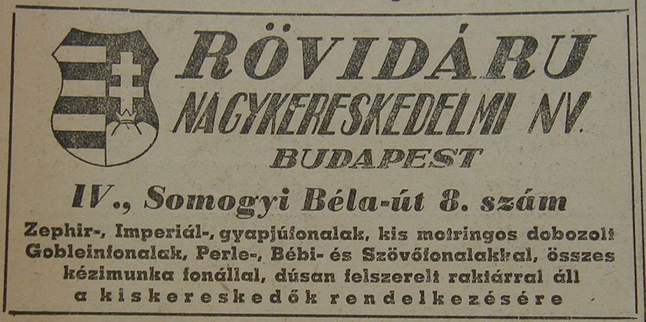 RÖVIDÁRU
NAGYKERESKEDELMI NV.
BUDAPEST
IV., Somogyi Béla-út 8. szám
Zephir-, Imperiál-, gyapjúfonalak, kis motringos dobozolt
Gobleinfonalak, Perle-, Bébi- és Szövőfonalakkal, összes
kézimunka fonállal, dúsan felszerelt raktárral áll
a kiskereskedők rendelkezésére